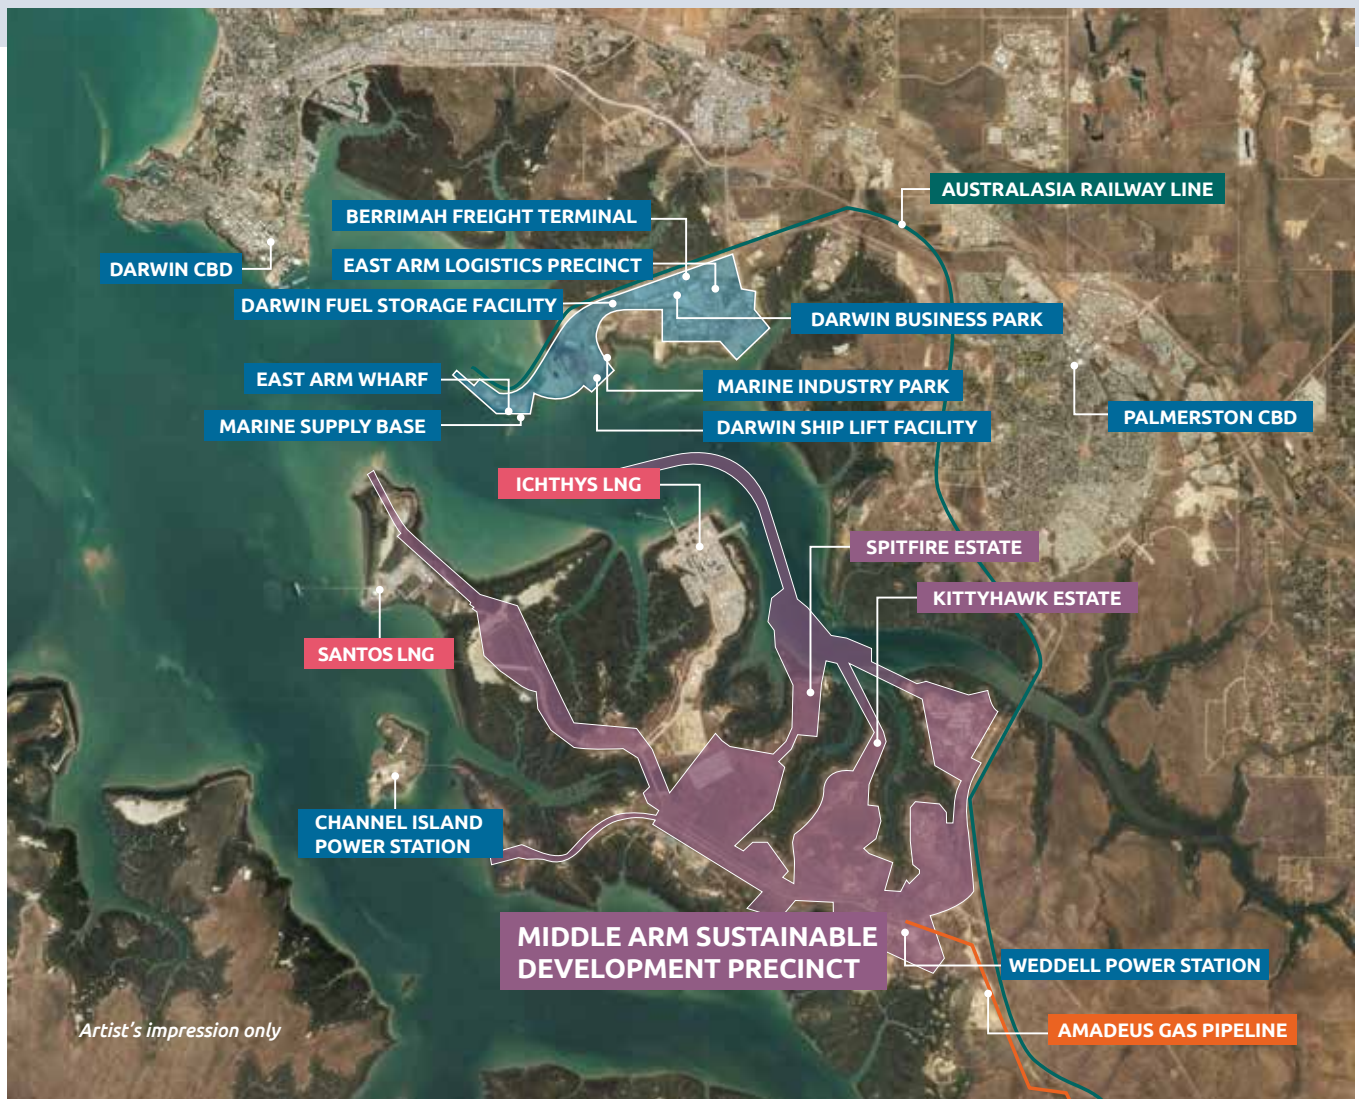 AUSTRALASIA RAILWAY LINE
BERRIMAH FREIGHT TERMINAL
EAST ARM LOGISTICS PRECINCT
DARWIN CBD
DARWIN FUEL STORAGE FACILITY
DARWIN BUSINESS PARK
EAST ARM WHARF
MARINE INDUSTRY PARK
MARINE SUPPLY BASE
DARWIN SHIP LIFT FACILITY
PALMERSTON CBD
ICHTHYS LNG
SPITFIRE ESTATE
KITTYHAWK ESTATE
SANTOS LNG
CHANNEL ISLAND
POWER STATION
MIDDLE ARM SUSTAINABLE
DEVELOPMENT PRECINCT
WEDDELL POWER STATION
AMADEUS GAS PIPELINE
Artist's impression only